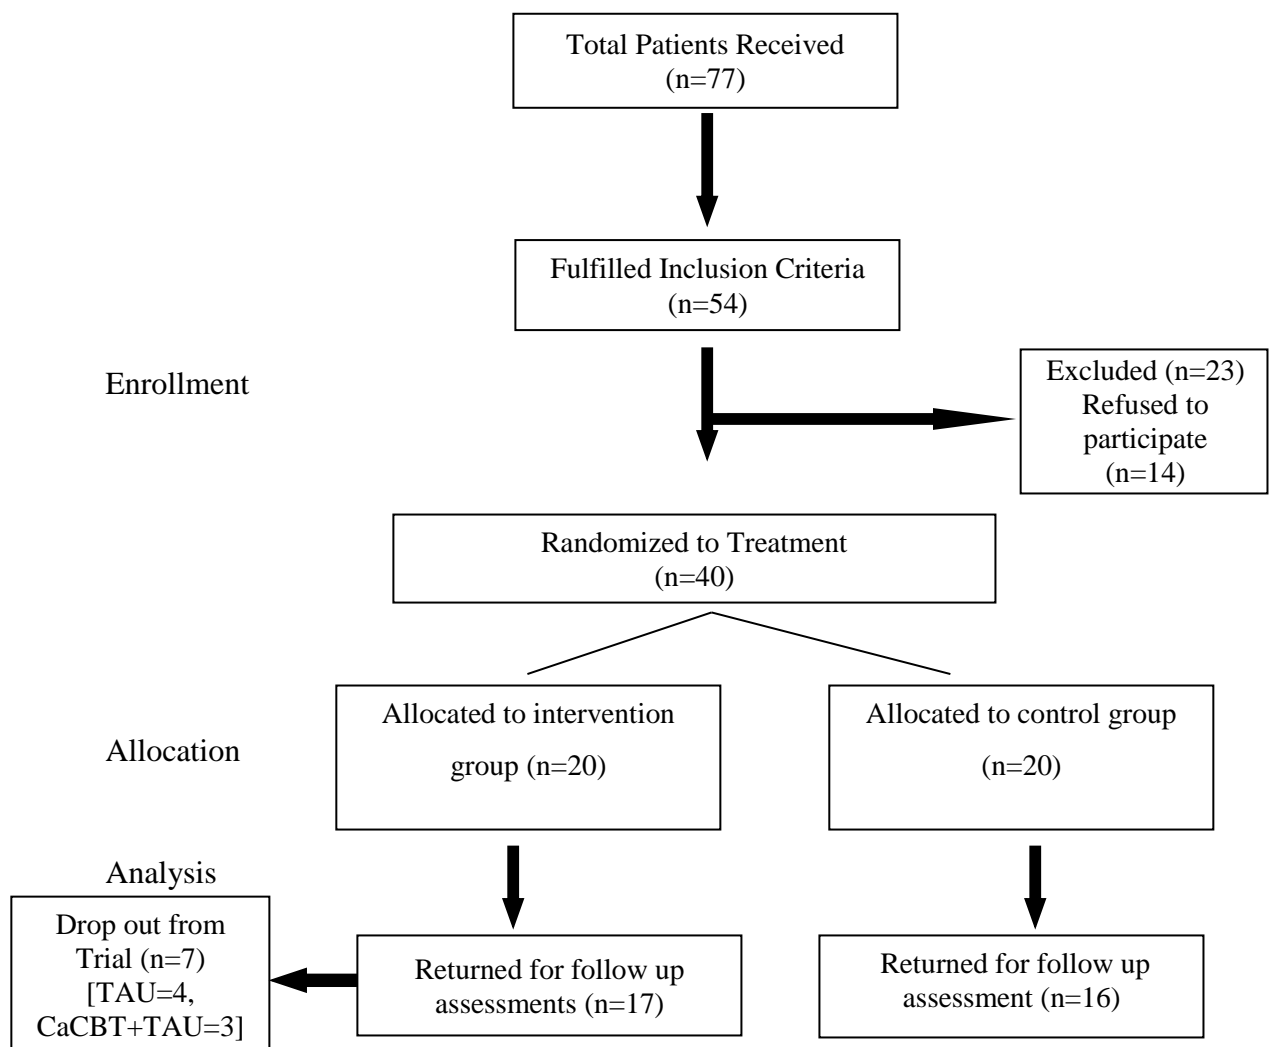 Total Patients Received
(n=77)
Fulfilled Inclusion Criteria
(n=54)
Enrollment
Excluded (n=23)
Refused to
participate
(n=14)
Randomized to Treatment
(n=40)
Allocation
Allocated to intervention
group (n=20)
Allocated to control group
(n=20)
Analysis
Drop out from
Trial (n=7)
[TAU=4,
CaCBT+TAU=3]
Returned for follow up
assessments (n=17)
Returned for follow up
assessment (n=16)